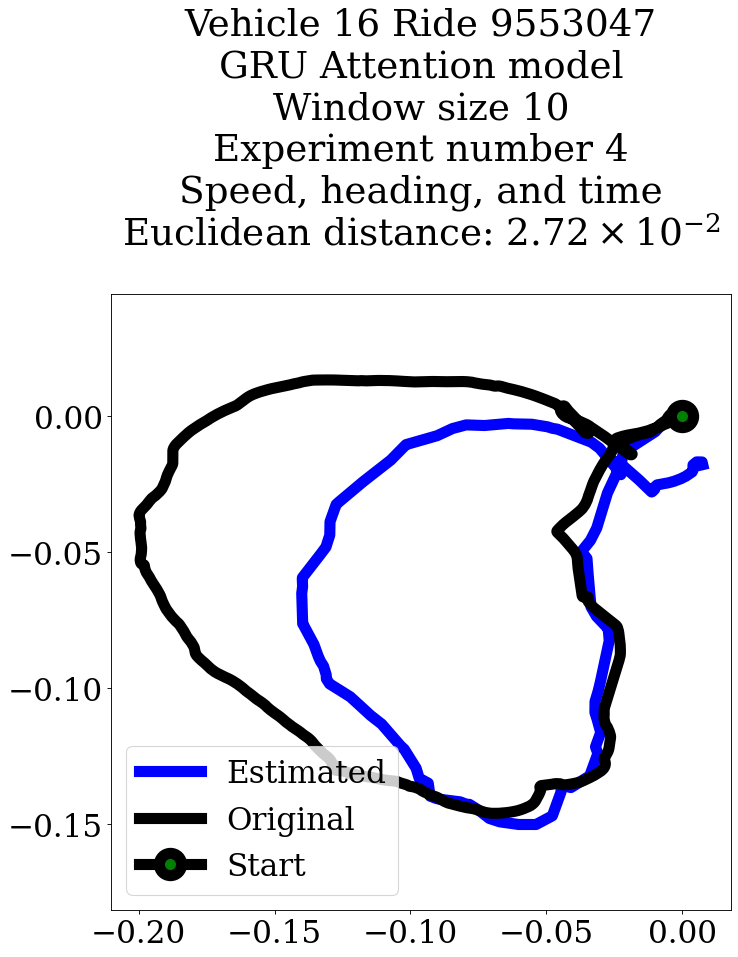 Vehicle 16 Ride 9553047
GRU Attention model
Window size 10
Experiment number 4
Speed, heading, and time
Euclidean distance: 2.72 × 10⁻²
0.00
−0.05
−0.10
−0.15
Estimated
Original
Start
−0.20 −0.15 −0.10 −0.05 0.00